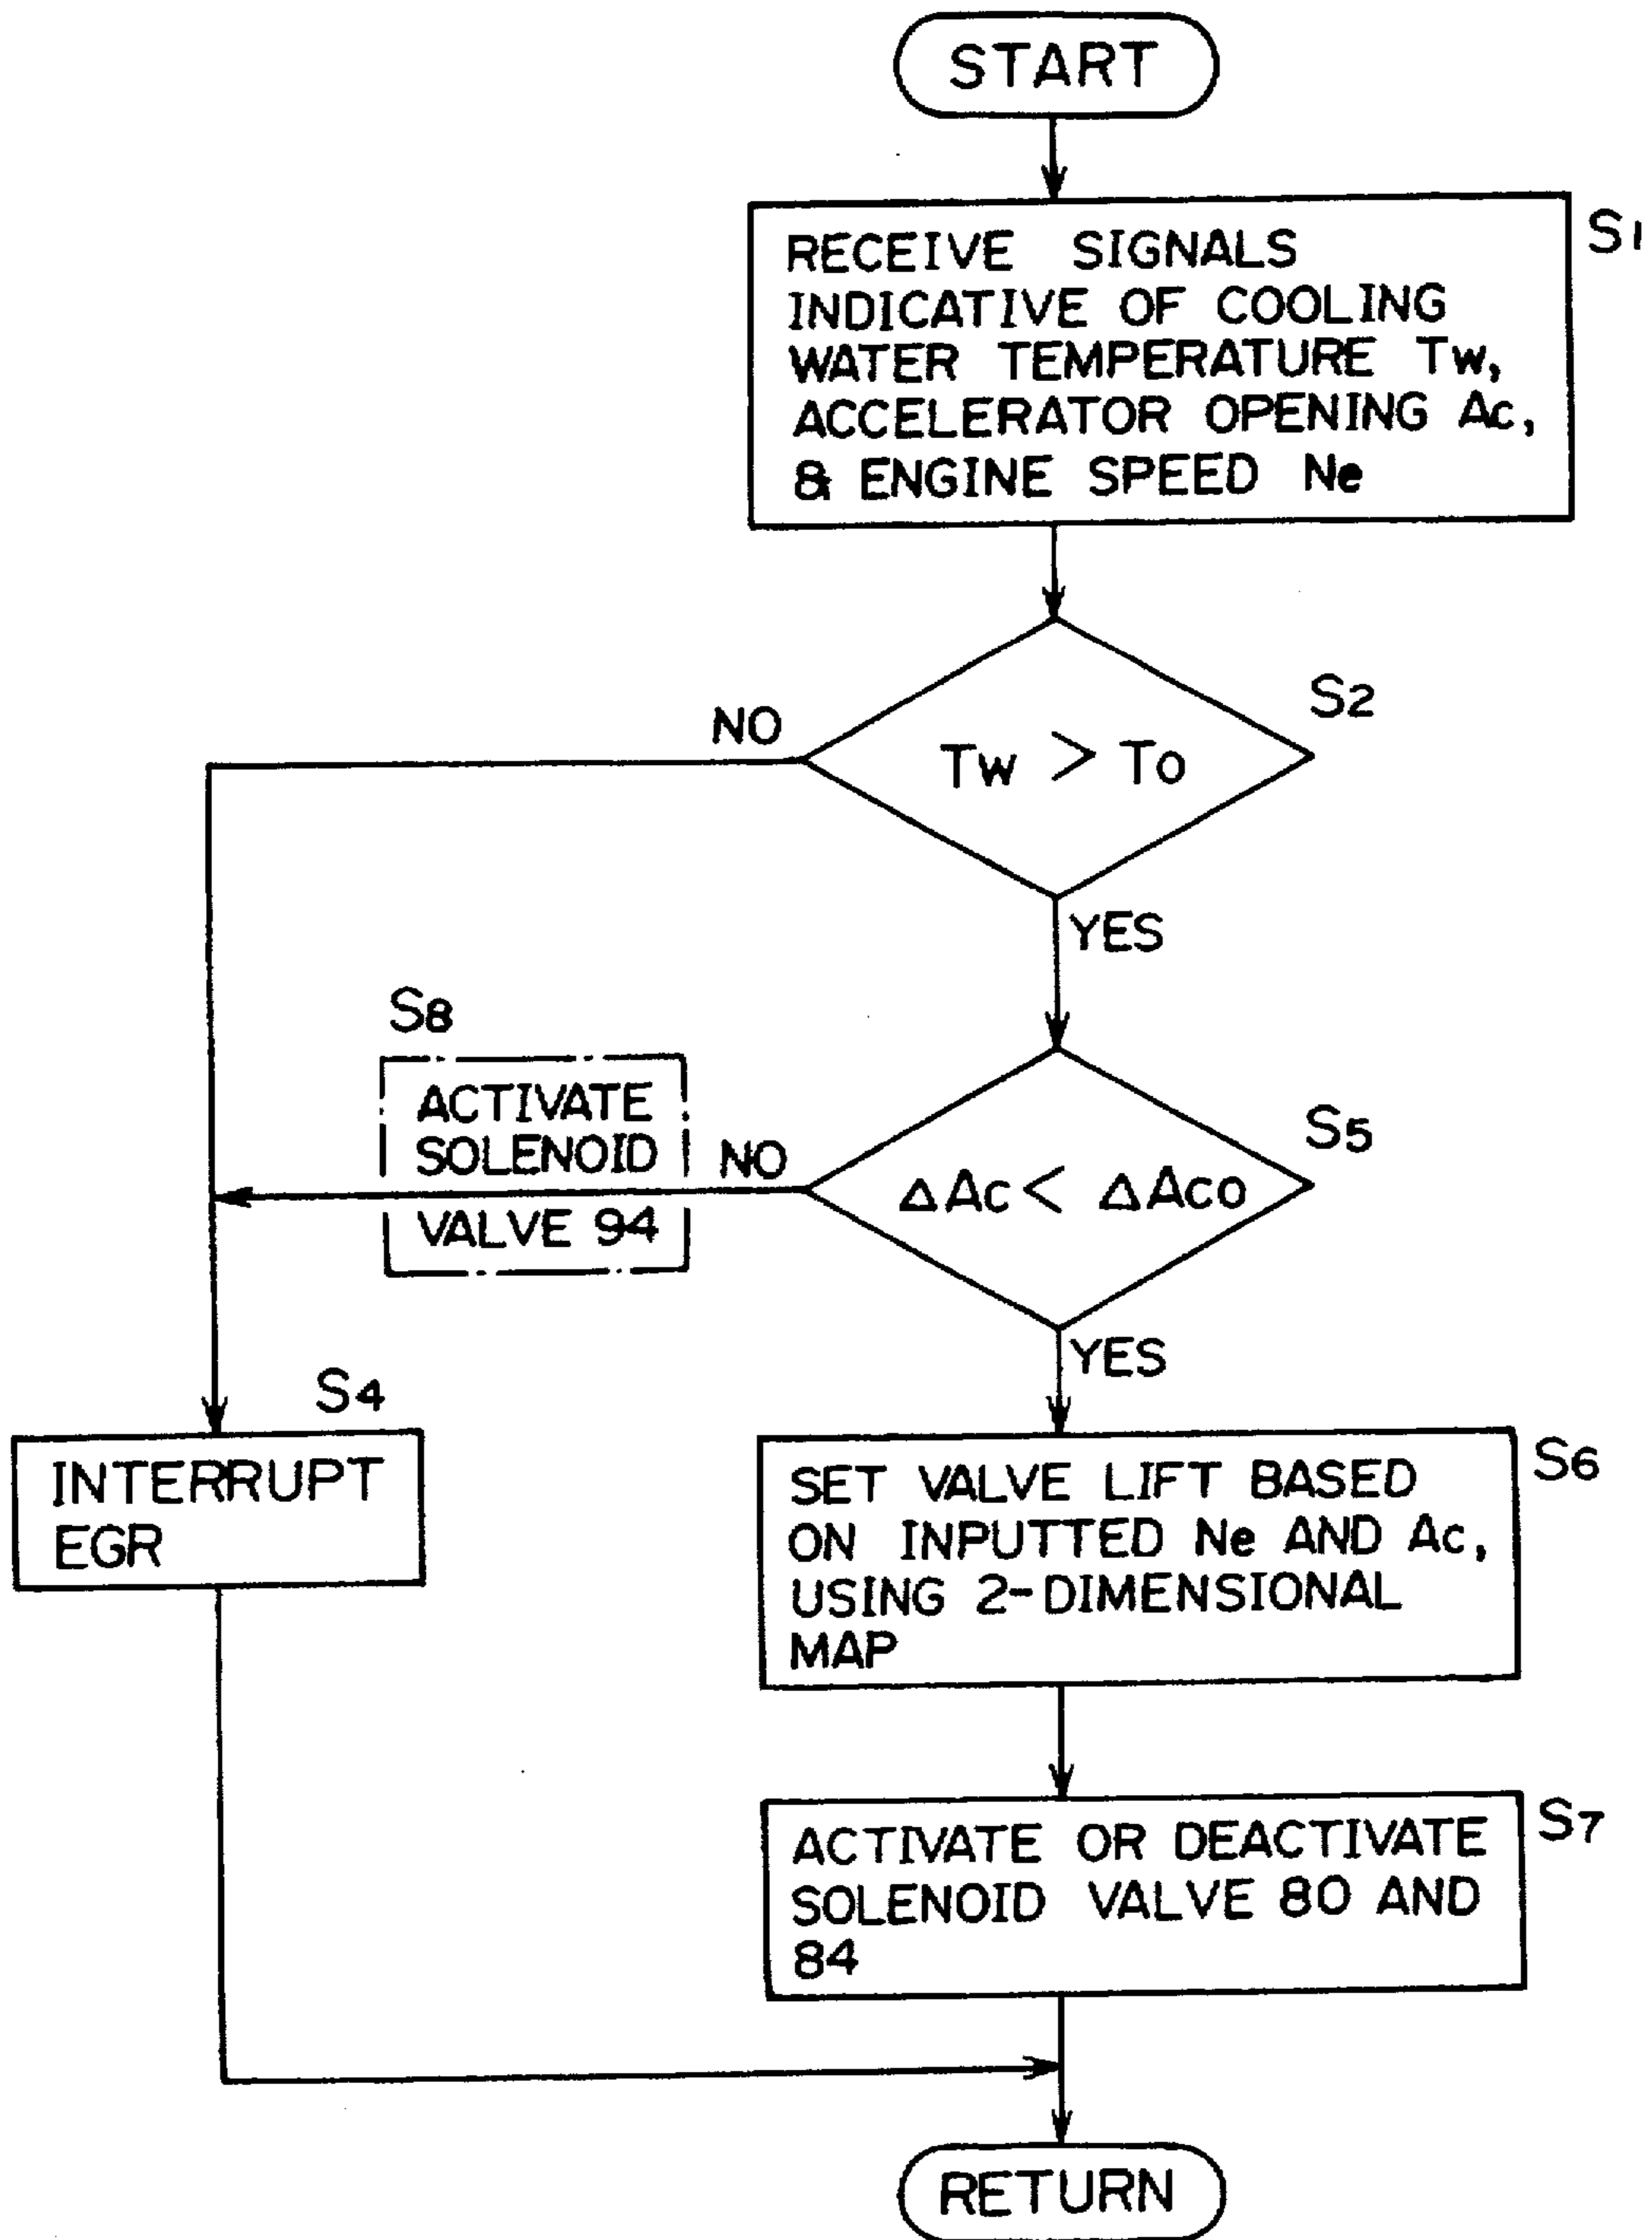 START
S1
RECEIVE SIGNALS
INDICATIVE OF COOLING
WATER TEMPERATURE Tw,
ACCELERATOR OPENING Ac,
& ENGINE SPEED Ne
S2
NO
Tw > To
YES
S8
ACTIVATE
SOLENOID
VALVE 94
NO
S5
ΔAc < ΔAco
YES
S4
INTERRUPT
EGR
S6
SET VALVE LIFT BASED
ON INPUTTED Ne AND Ac,
USING 2-DIMENSIONAL
MAP
S7
ACTIVATE OR DEACTIVATE
SOLENOID VALVE 80 AND
84
RETURN